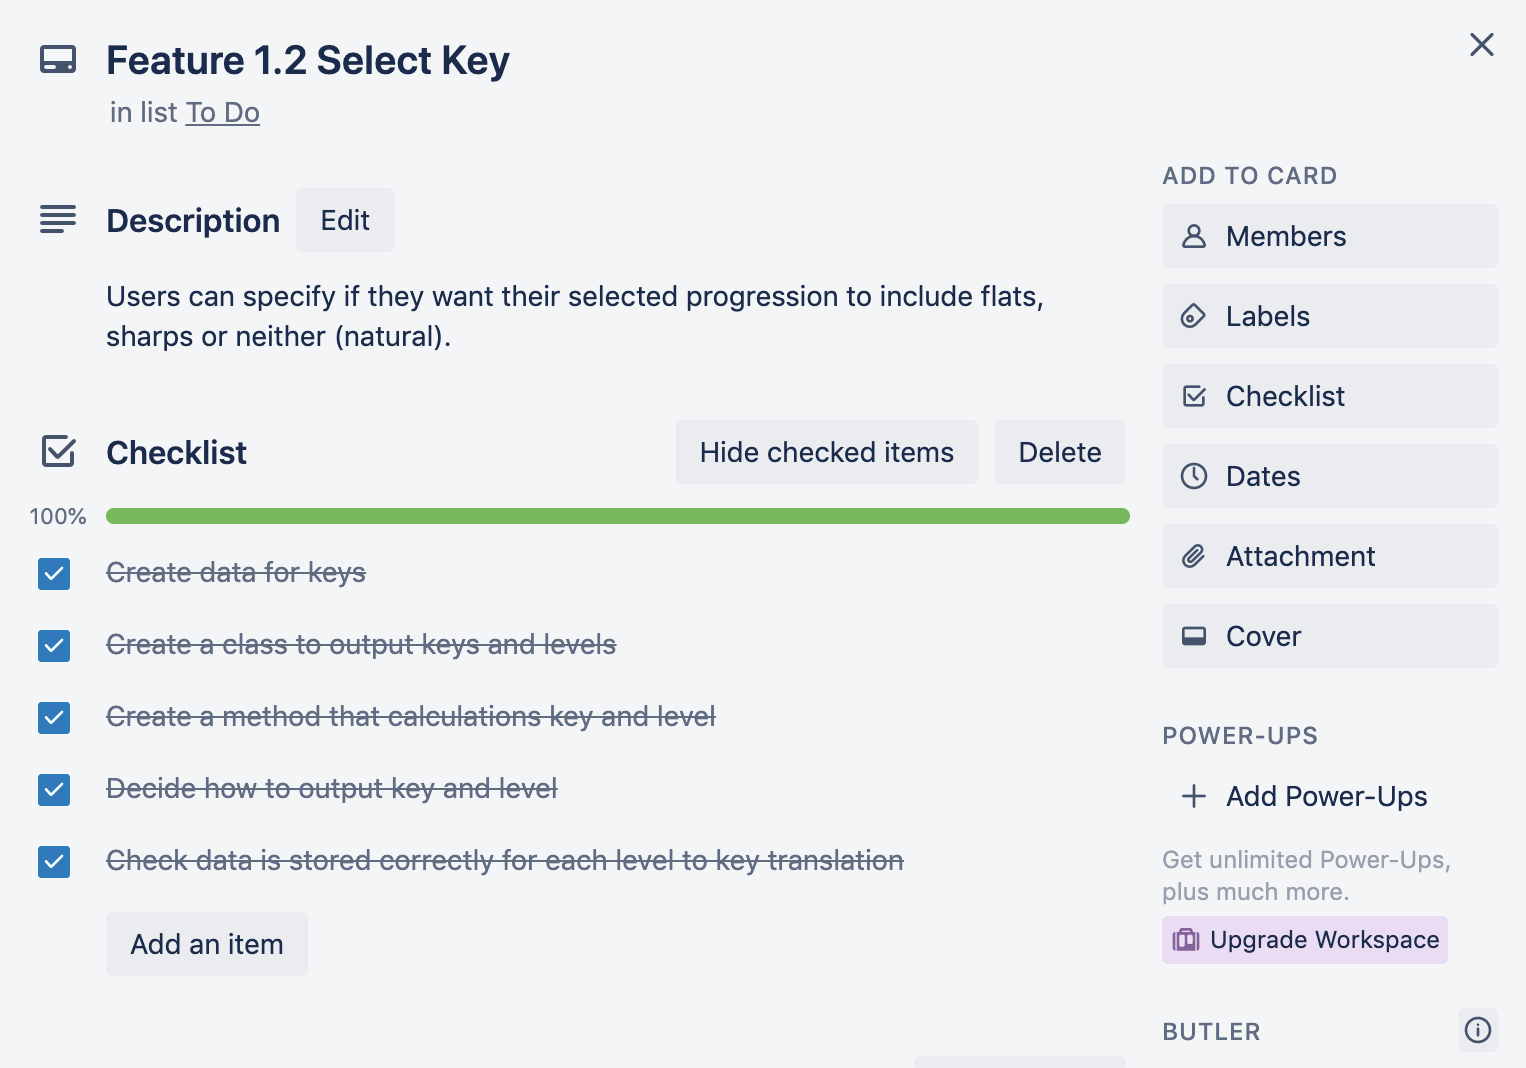 Feature 1.2 Select Key
in list To Do
Description
Edit
Users can specify if they want their selected progression to include flats,
sharps or neither (natural).
Checklist
Hide checked items
Delete
100%
Create data for keys
Create a class to output keys and levels
Create a method that calculations key and level
Decide how to output key and level
Check data is stored correctly for each level to key translation
Add an item
ADD TO CARD
Members
Labels
Checklist
Dates
Attachment
Cover
POWER-UPS
Add Power-Ups
Get unlimited Power-Ups,
plus much more.
Upgrade Workspace
BUTLER